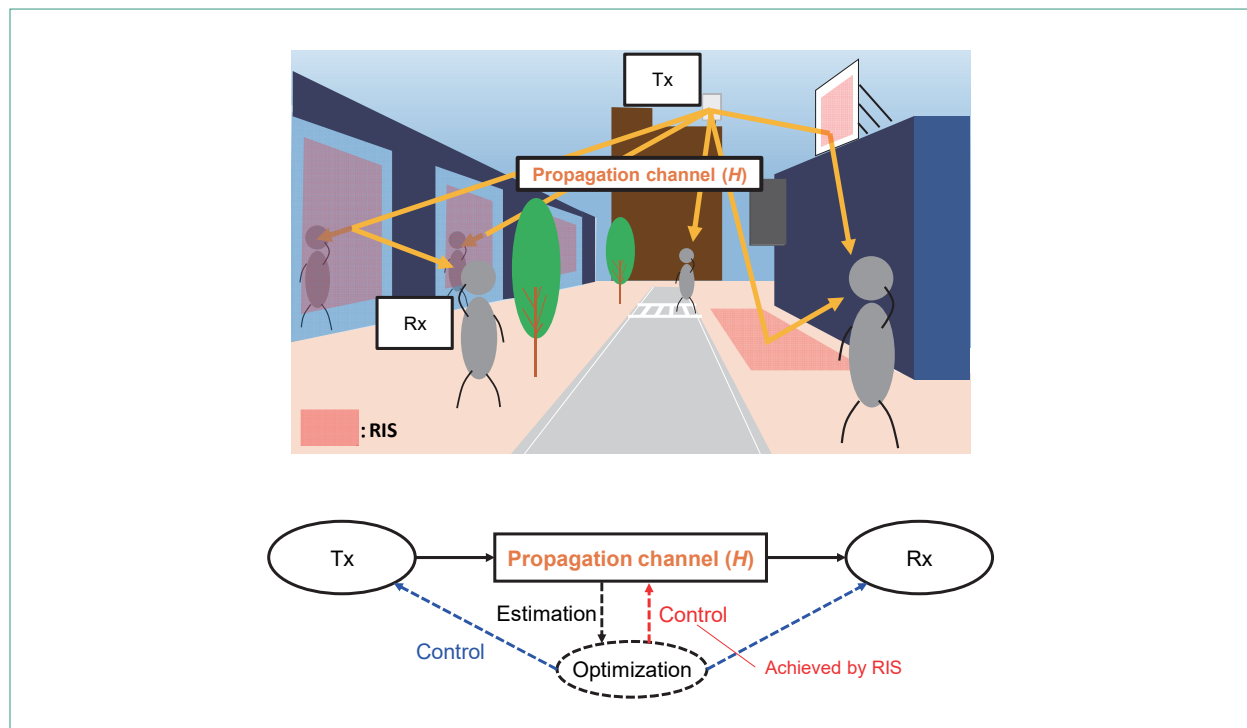 Tx
Propagation channel (H)
Rx
: RIS
Tx
Propagation channel (H)
Rx
Estimation
Control
Control
Optimization
Achieved by RIS